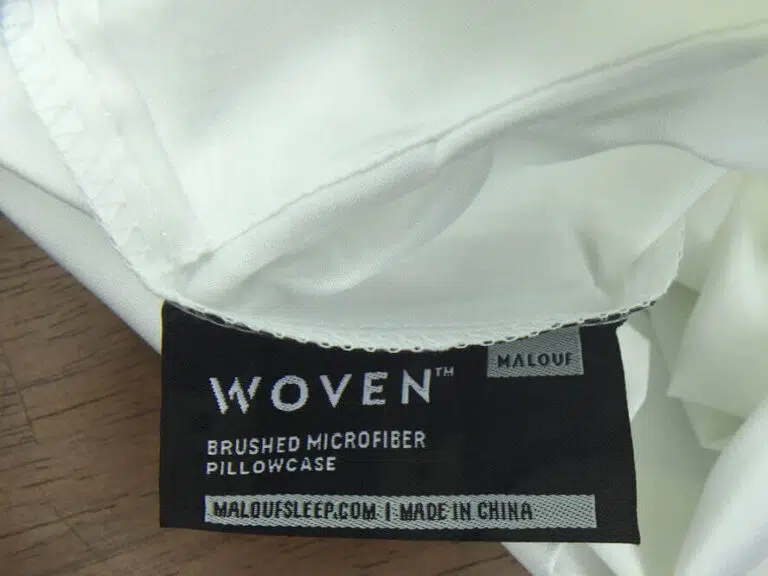 MALOUF
WOVEN™
BRUSHED MICROFIBER
PILLOWCASE
MALOUFSLEEP.COM | MADE IN CHINA